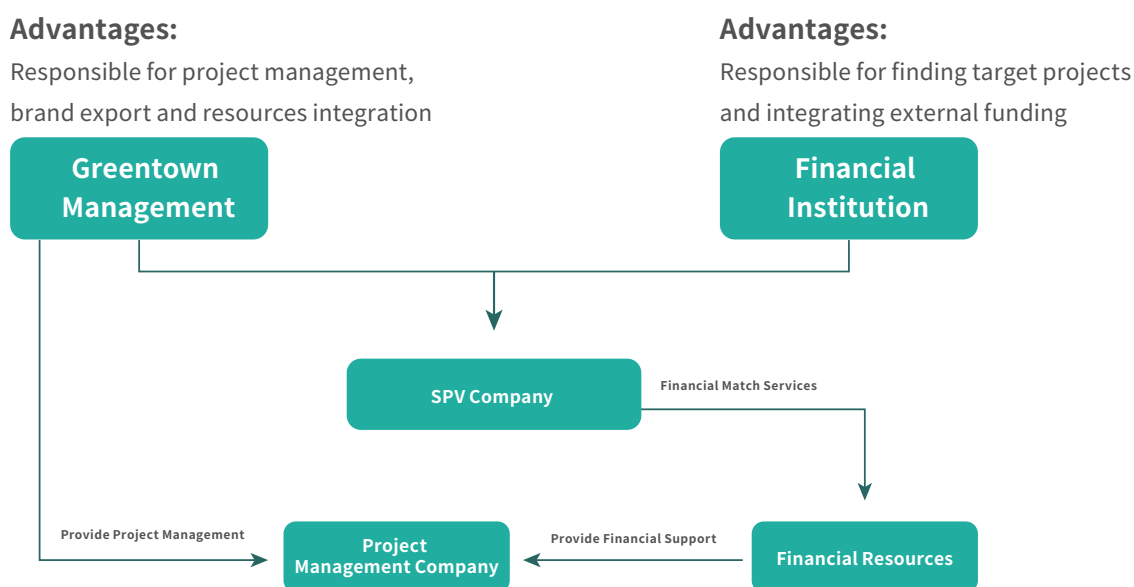 Advantages:
Responsible for project management,
brand export and resources integration
Advantages:
Responsible for finding target projects
and integrating external funding
Greentown
Management
Financial
Institution
SPV Company
Financial Match Services
Provide Project Management
Project
Management Company
Provide Financial Support
Financial Resources